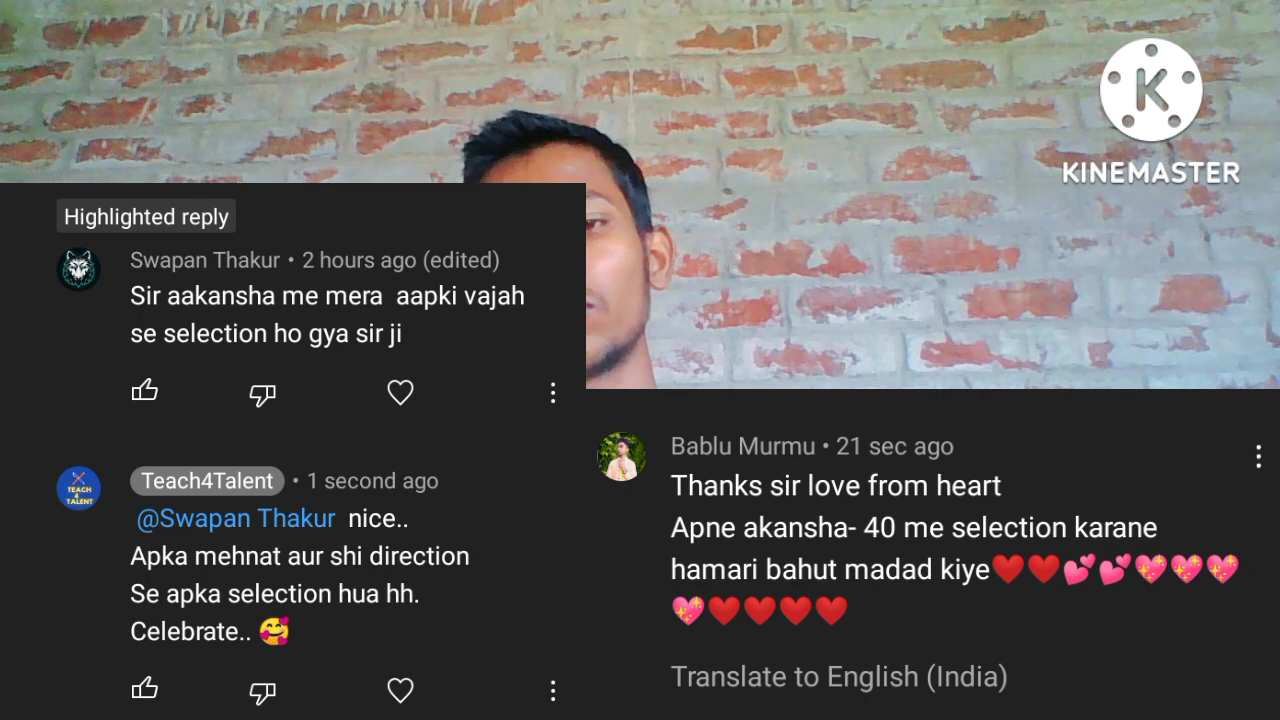 K
KINEMASTER
Highlighted reply
Swapan Thakur • 2 hours ago (edited)
Sir aakansha me mera aapki vajah
se selection ho gya sir ji
TEACH
4
TALENT
Teach4Talent • 1 second ago
@Swapan Thakur nice..
Apka mehnat aur shi direction
Se apka selection hua hh.
Celebrate.. 🥰
Bablu Murmu • 21 sec ago
Thanks sir love from heart
Apne akansha- 40 me selection karane
hamari bahut madad kiye❤️❤️💕💕💖💖💖
💖❤️❤️❤️❤️
Translate to English (India)